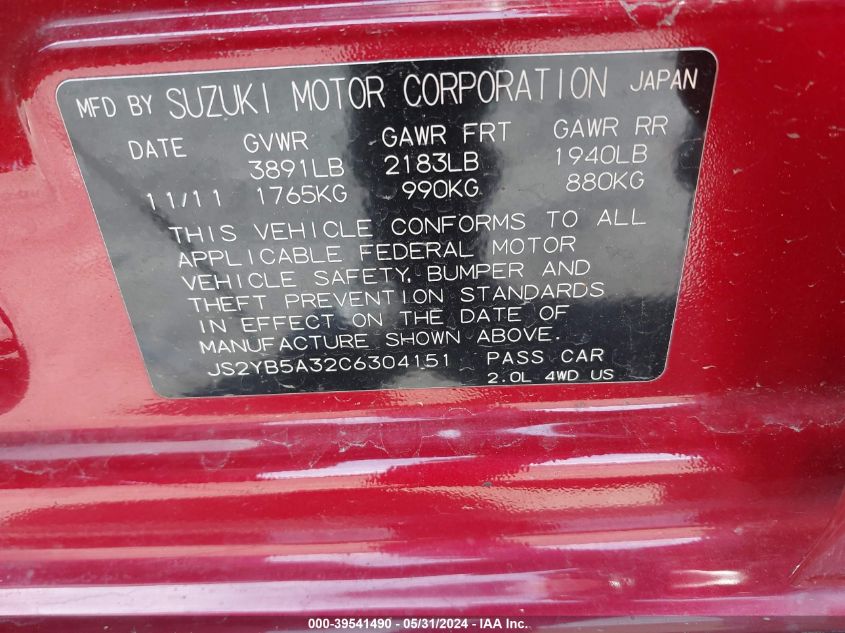 MFD BY SUZUKI MOTOR CORPORATION JAPAN
DATE GVWR GAWR FRT GAWR RR
3891LB 2183LB 1940LB
11/11 1765KG 990KG 880KG
THIS VEHICLE CONFORMS TO ALL
APPLICABLE FEDERAL MOTOR
VEHICLE SAFETY, BUMPER AND
THEFT PREVENTION STANDARDS
IN EFFECT ON THE DATE OF
MANUFACTURE SHOWN ABOVE.
JS2YB5A32C6304151 PASS CAR
2.0L 4WD US
000-39541490 - 05/31/2024 - IAA Inc.